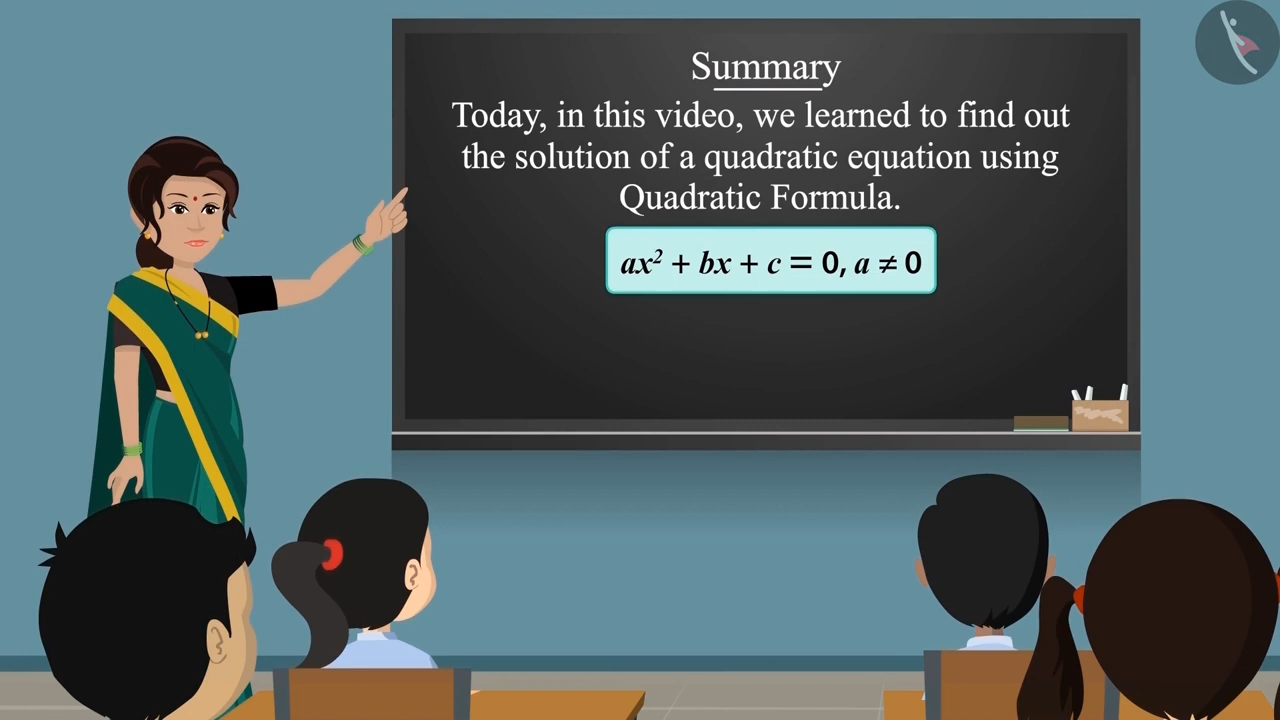 Summary
Today, in this video, we learned to find out
the solution of a quadratic equation using
Quadratic Formula.
ax² + bx + c = 0, a ≠ 0